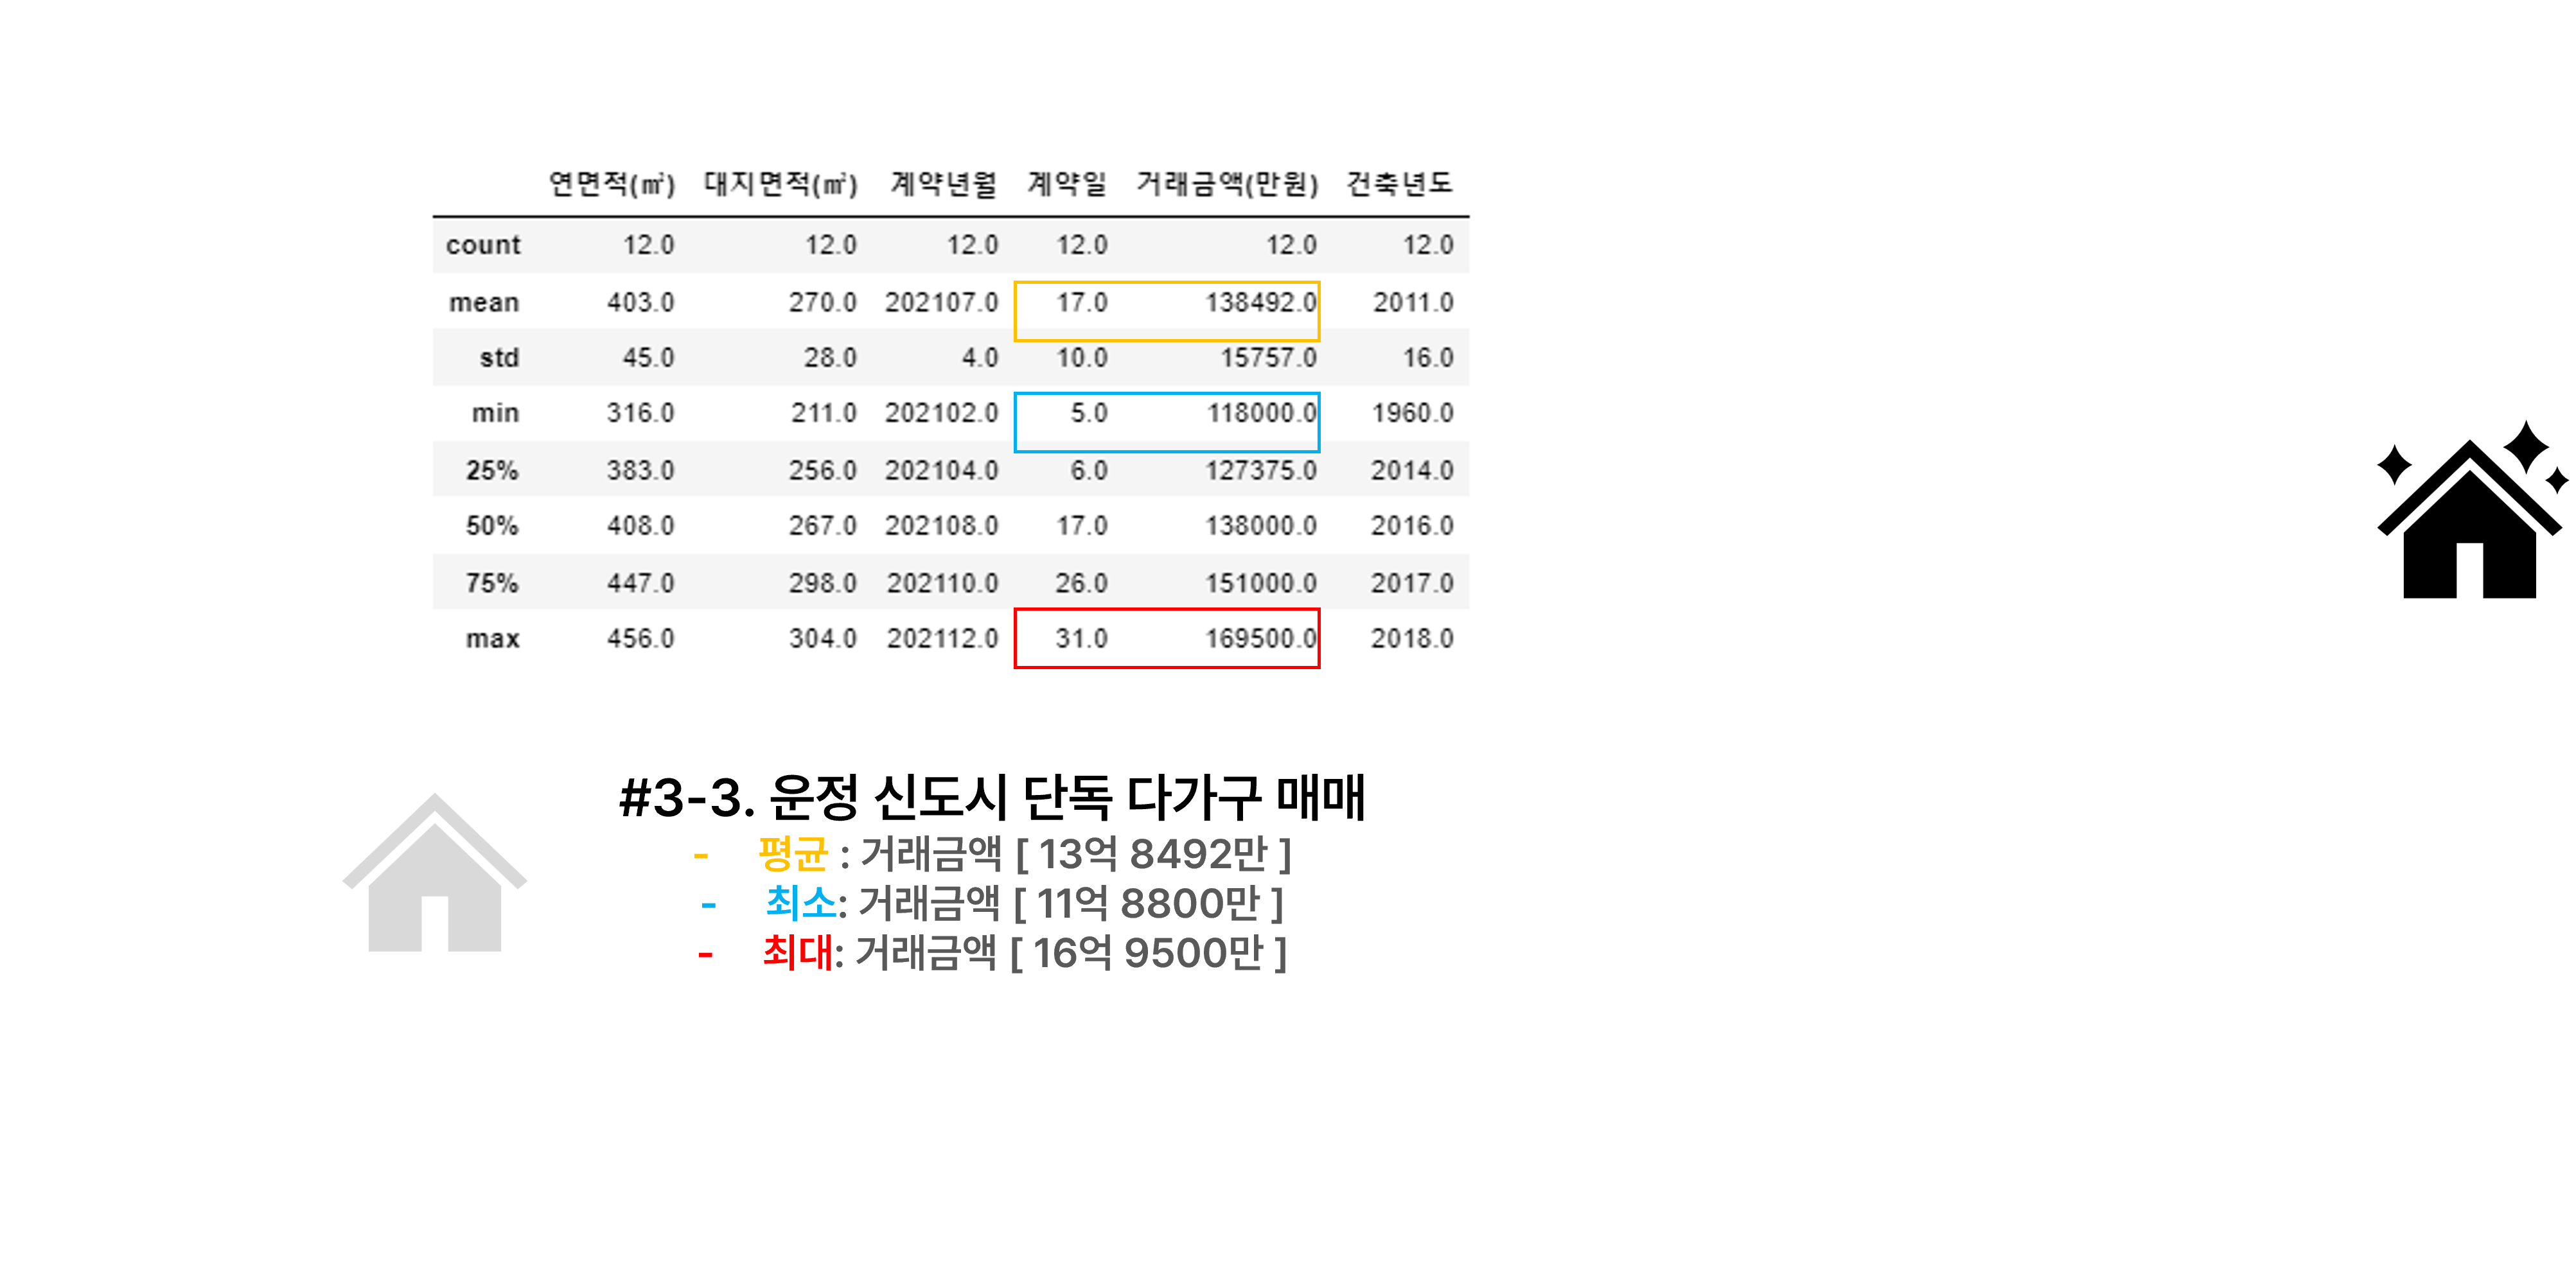 연면적(㎡) 대지면적(㎡) 계약년월 계약일 거래금액(만원) 건축년도
count 12.0 12.0 12.0 12.0 12.0 12.0
mean 403.0 270.0 202107.0 17.0 138492.0 2011.0
std 45.0 28.0 4.0 10.0 15757.0 16.0
min 316.0 211.0 202102.0 5.0 118000.0 1960.0
25% 383.0 256.0 202104.0 6.0 127375.0 2014.0
50% 408.0 267.0 202108.0 17.0 138000.0 2016.0
75% 447.0 298.0 202110.0 26.0 151000.0 2017.0
max 456.0 304.0 202112.0 31.0 169500.0 2018.0
#3-3. 운정 신도시 단독 다가구 매매
- 평균 : 거래금액 [ 13억 8492만 ]
- 최소: 거래금액 [ 11억 8800만 ]
- 최대: 거래금액 [ 16억 9500만 ]